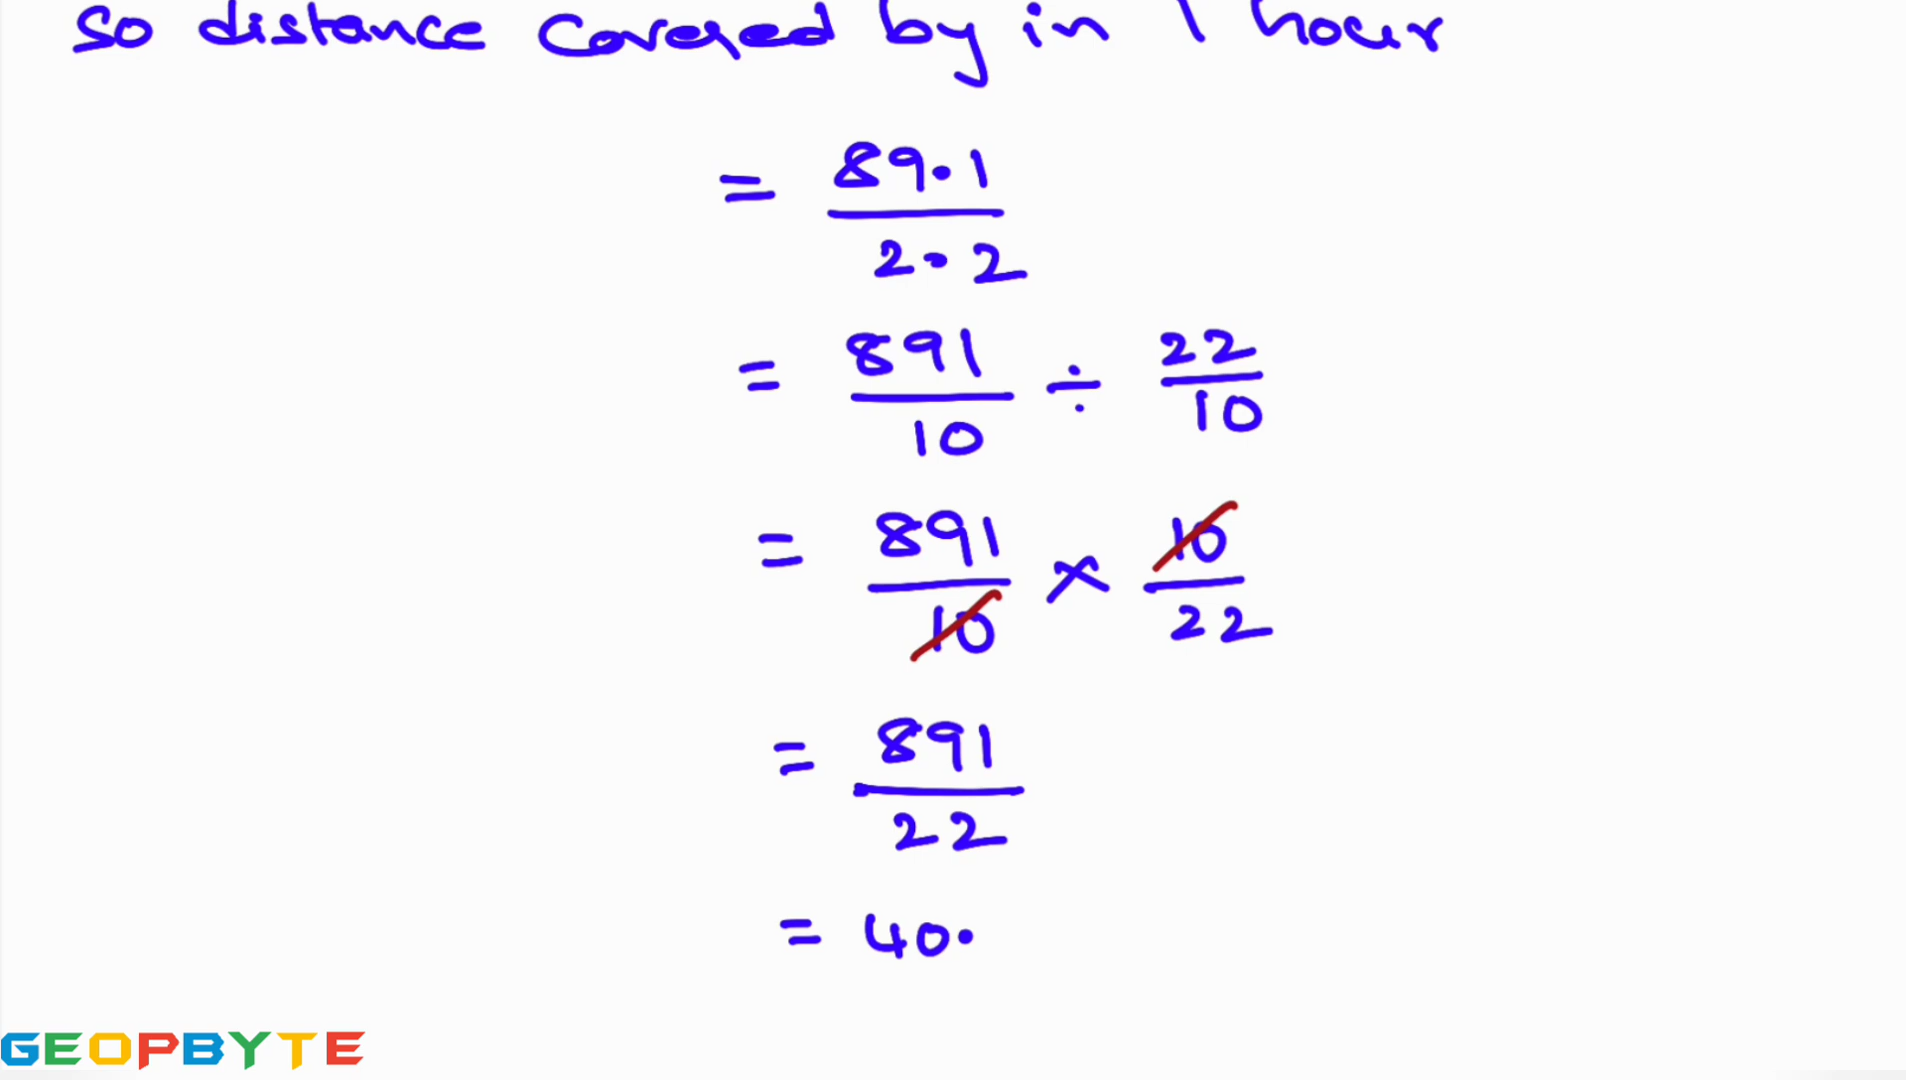 So distance covered by in 1 hour
= 89.1
2.2
= 891/10 ÷ 22/10
= 891/10 × 10/22
= 891/22
= 40.
GEOPBYTE